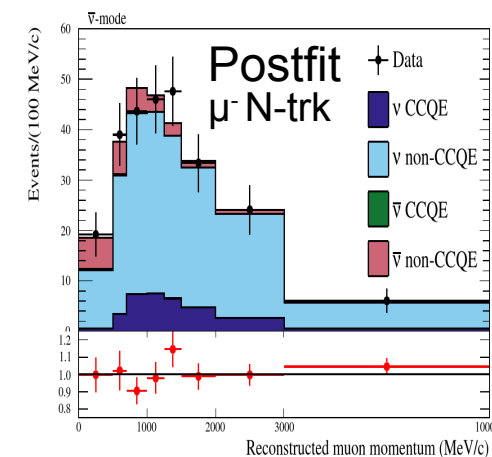 ν̄-mode
Events/(100 MeV/c)
60
50
40
30
20
10
0
Postfit
μ⁻ N-trk
Data
ν CCQE
ν non-CCQE
ν̄ CCQE
ν̄ non-CCQE
1.2
1.1
1.0
0.9
0.8
0 1000 2000 3000 1000
Reconstructed muon momentum (MeV/c)